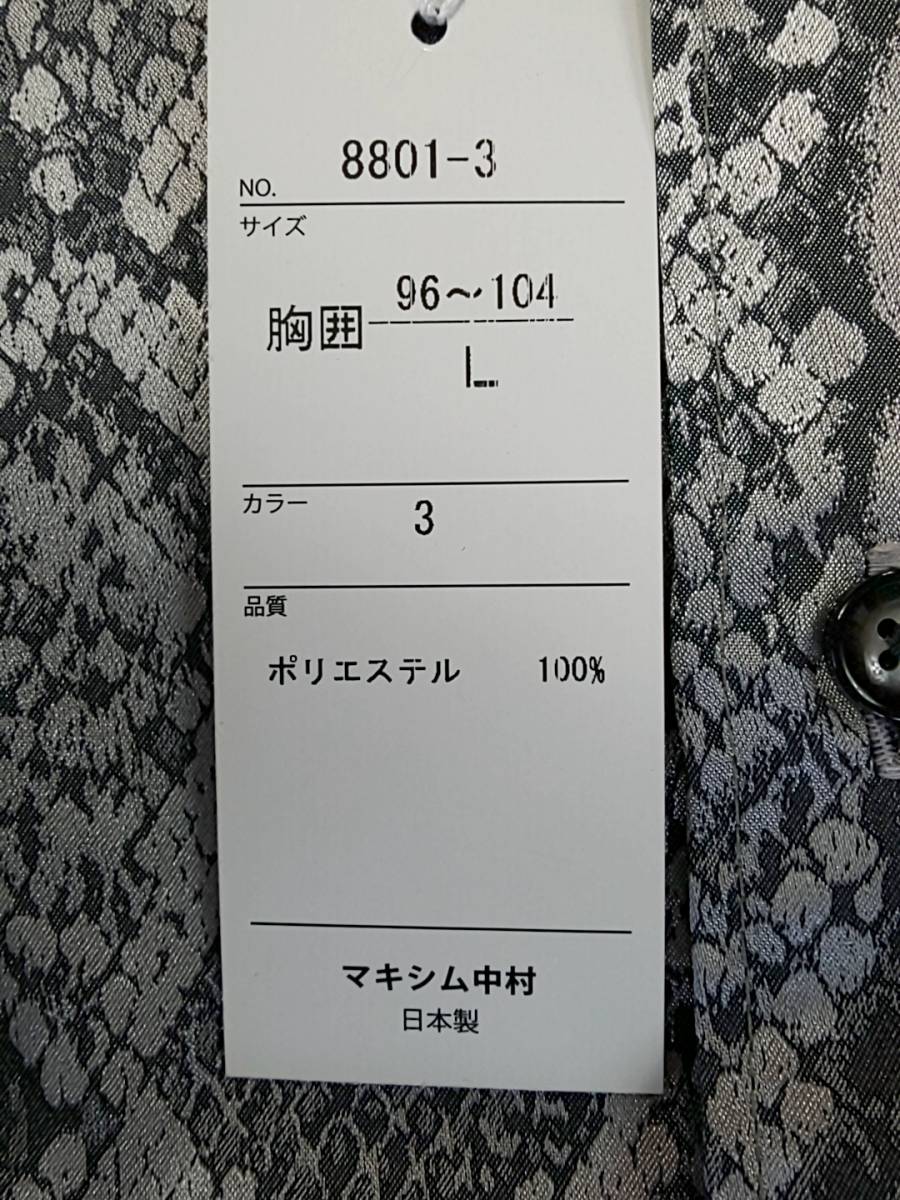 NO. 8801-3
サイズ
96～104
胸囲
L
カラー
3
品質
ポリエステル 100%
マキシム中村
日本製